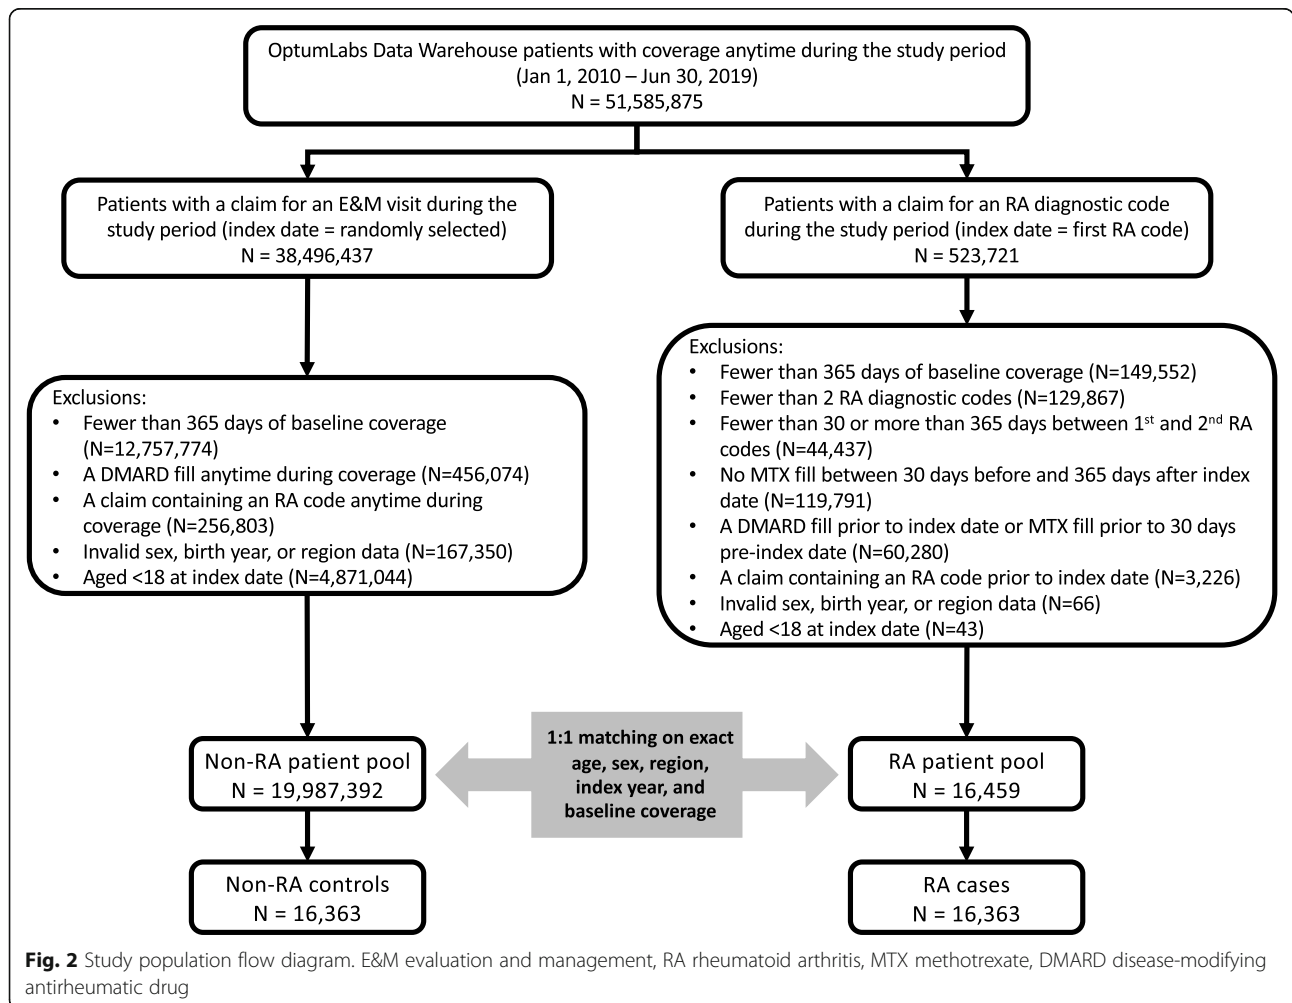 OptumLabs Data Warehouse patients with coverage anytime during the study period
(Jan 1, 2010 – Jun 30, 2019)
N = 51,585,875
Patients with a claim for an E&M visit during the
study period (index date = randomly selected)
N = 38,496,437
Patients with a claim for an RA diagnostic code
during the study period (index date = first RA code)
N = 523,721
Exclusions:
• Fewer than 365 days of baseline coverage
(N=12,757,774)
• A DMARD fill anytime during coverage (N=456,074)
• A claim containing an RA code anytime during
coverage (N=256,803)
• Invalid sex, birth year, or region data (N=167,350)
• Aged <18 at index date (N=4,871,044)
Exclusions:
• Fewer than 365 days of baseline coverage (N=149,552)
• Fewer than 2 RA diagnostic codes (N=129,867)
• Fewer than 30 or more than 365 days between 1st and 2nd RA
codes (N=44,437)
• No MTX fill between 30 days before and 365 days after index
date (N=119,791)
• A DMARD fill prior to index date or MTX fill prior to 30 days
pre-index date (N=60,280)
• A claim containing an RA code prior to index date (N=3,226)
• Invalid sex, birth year, or region data (N=66)
• Aged <18 at index date (N=43)
Non-RA patient pool
N = 19,987,392
1:1 matching on exact
age, sex, region,
index year, and
baseline coverage
RA patient pool
N = 16,459
Non-RA controls
N = 16,363
RA cases
N = 16,363
Fig. 2 Study population flow diagram. E&M evaluation and management, RA rheumatoid arthritis, MTX methotrexate, DMARD disease-modifying
antirheumatic drug